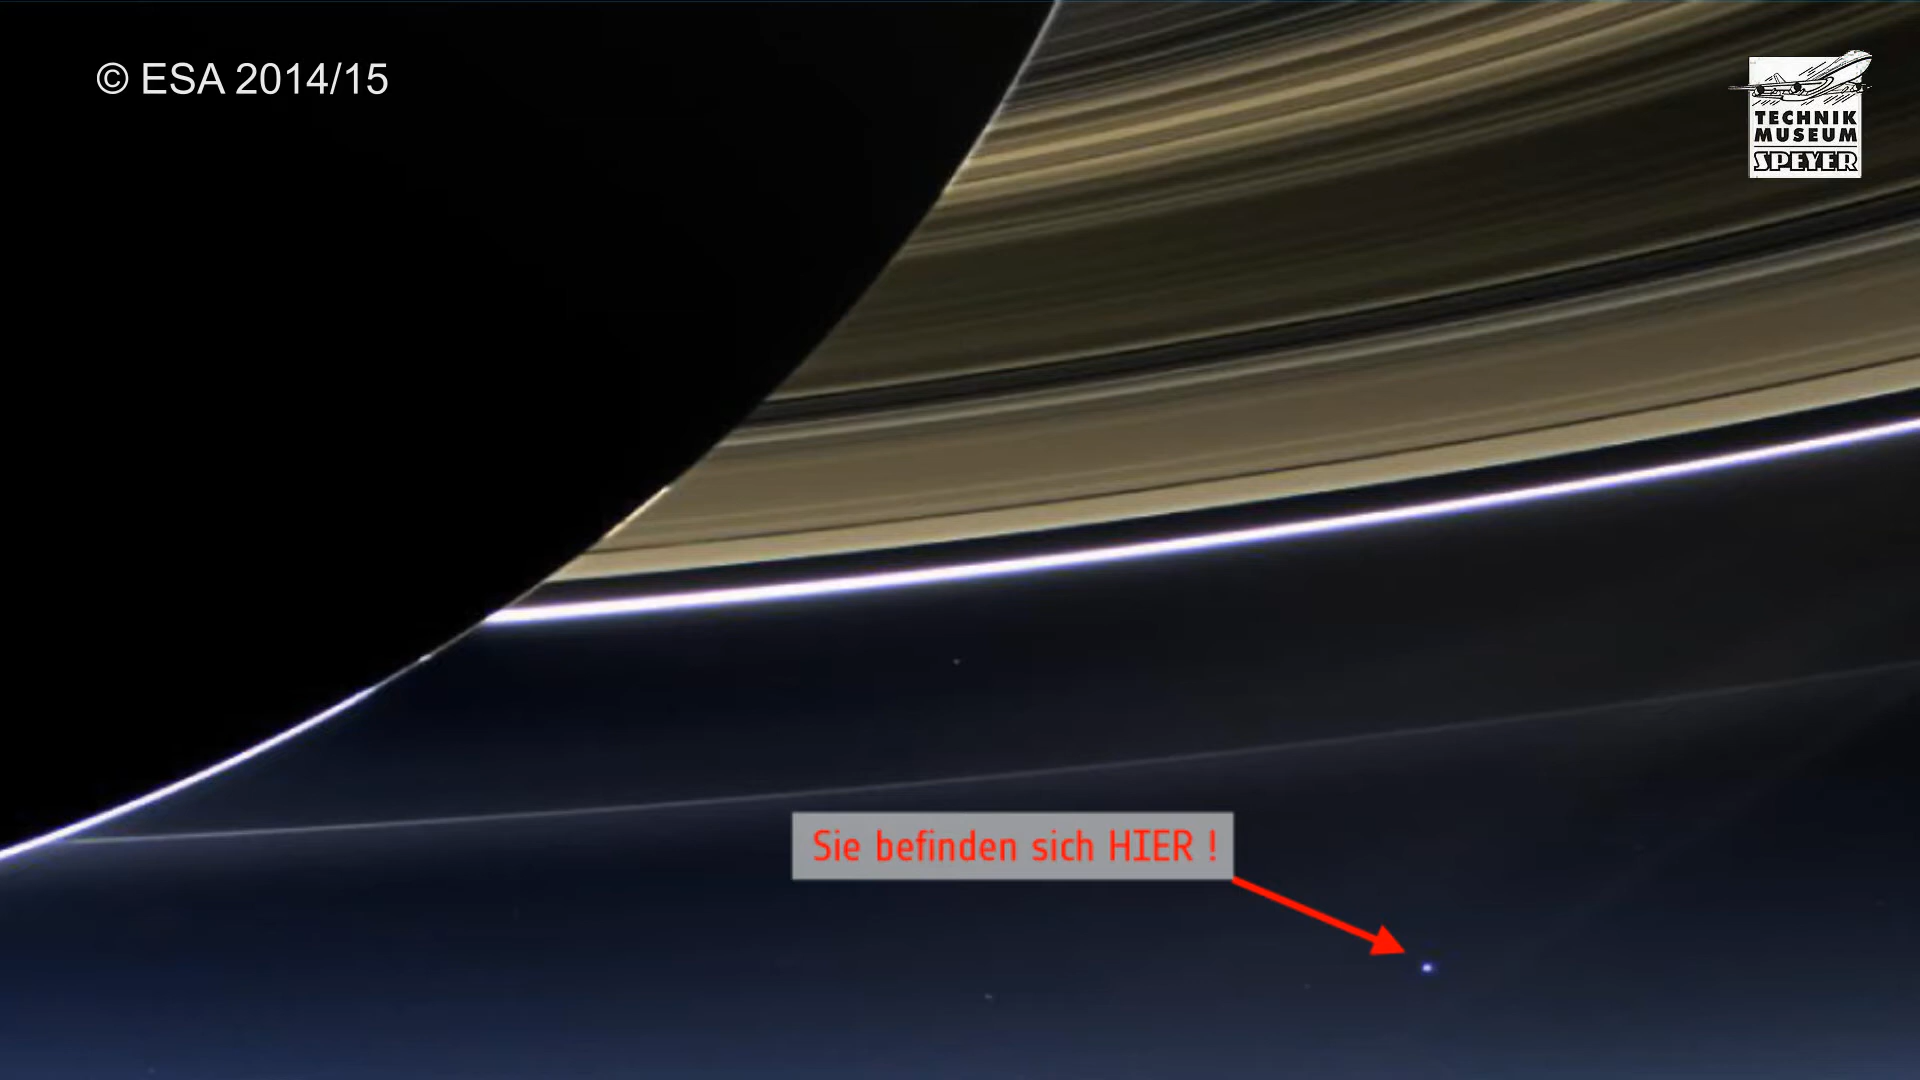 © ESA 2014/15
TECHNIK
MUSEUM
SPEYER
Sie befinden sich HIER !